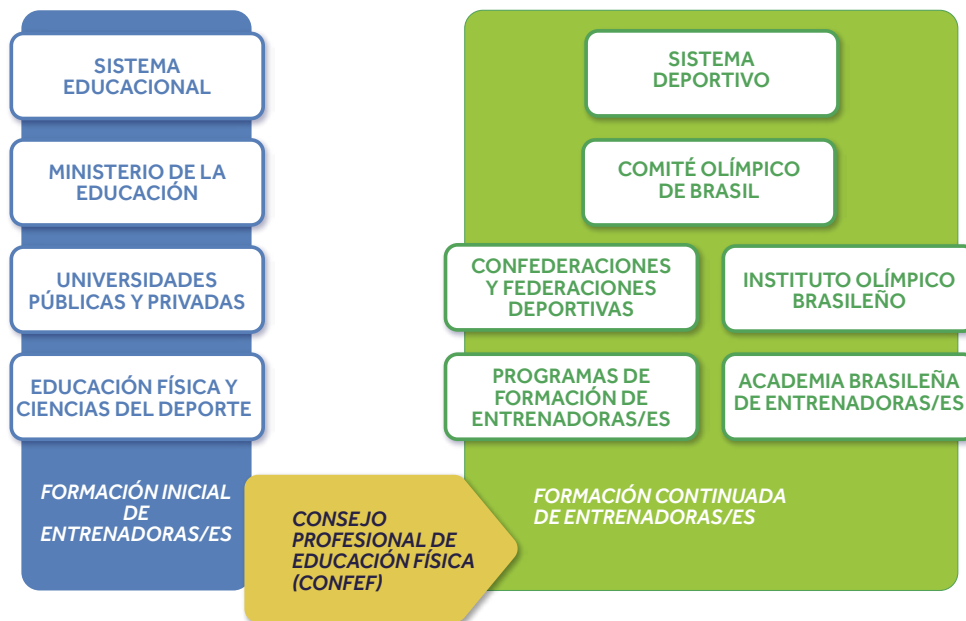 SISTEMA
EDUCACIONAL
MINISTERIO DE LA
EDUCACIÓN
UNIVERSIDADES
PÚBLICAS Y PRIVADAS
EDUCACIÓN FÍSICA Y
CIENCIAS DEL DEPORTE
FORMACIÓN INICIAL
DE
ENTRENADORAS/ES
CONSEJO
PROFESIONAL DE
EDUCACIÓN FÍSICA
(CONFEF)
SISTEMA
DEPORTIVO
COMITÉ OLÍMPICO
DE BRASIL
CONFEDERACIONES
Y FEDERACIONES
DEPORTIVAS
INSTITUTO OLÍMPICO
BRASILEÑO
PROGRAMAS DE
FORMACIÓN DE
ENTRENADORAS/ES
ACADEMIA BRASILEÑA
DE ENTRENADORAS/ES
FORMACIÓN CONTINUADA
DE ENTRENADORAS/ES